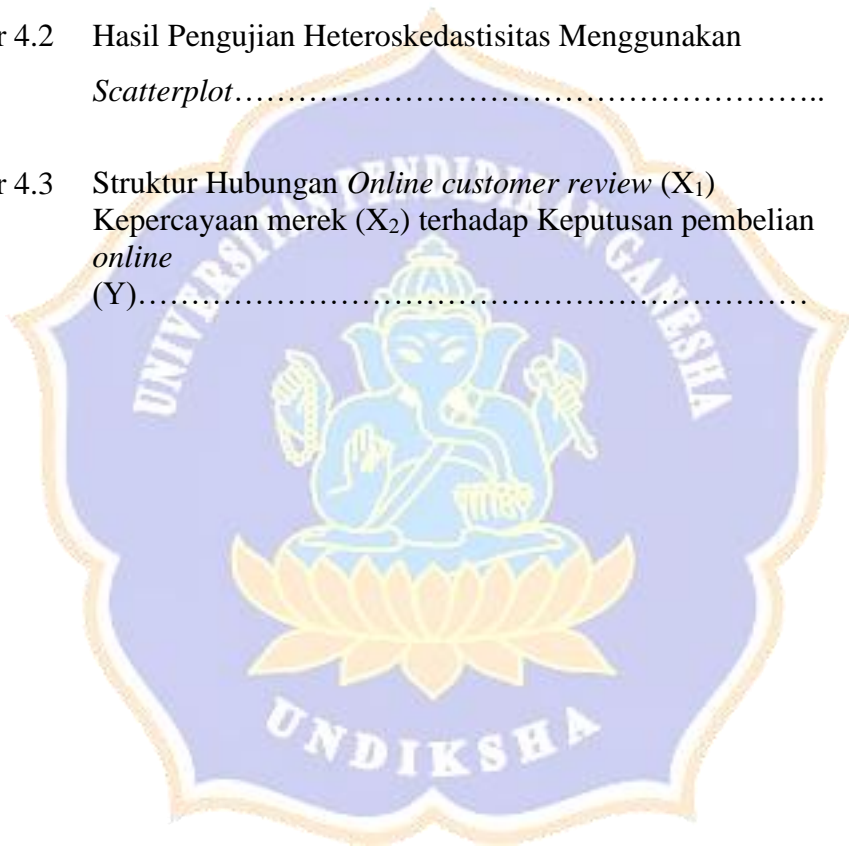 r 4.2 Hasil Pengujian Heteroskedastisitas Menggunakan
Scatterplot…………………………………………………..
r 4.3 Struktur Hubungan Online customer review (X₁)
Kepercayaan merek (X₂) terhadap Keputusan pembelian
online
(Y)………………………………………………………
UNIVERSITAS PENDIDIKAN GANESHA
UNDIKSHA